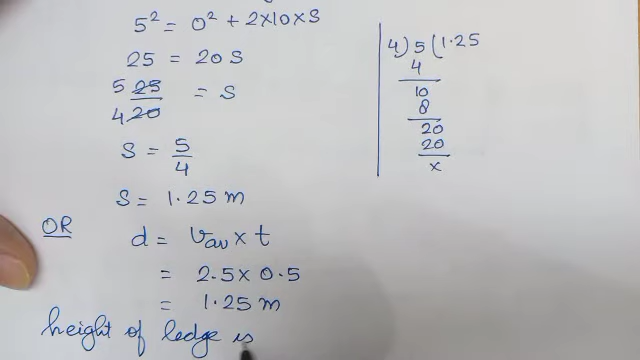 5² = 0² + 2×10×S
25 = 20 S
5 25 / 4 20 = S
S = 5/4
S = 1.25 m
OR d = Vav × t
= 2.5 × 0.5
= 1.25 m
height of ledge is
4) 5 ( 1.25
4
10
8
20
20
x